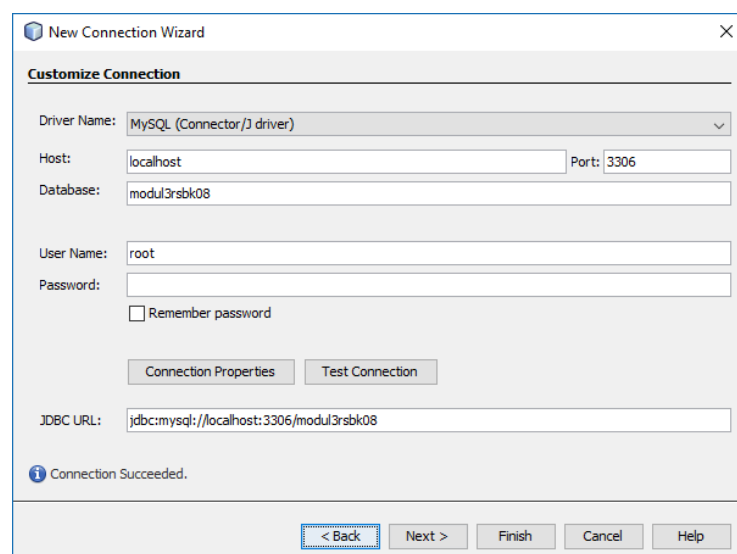 New Connection Wizard
Customize Connection
Driver Name: MySQL (Connector/J driver)
Host: localhost Port: 3306
Database: modul3rsbk08
User Name: root
Password:
Remember password
Connection Properties Test Connection
JDBC URL: jdbc:mysql://localhost:3306/modul3rsbk08
Connection Succeeded.
< Back Next > Finish Cancel Help